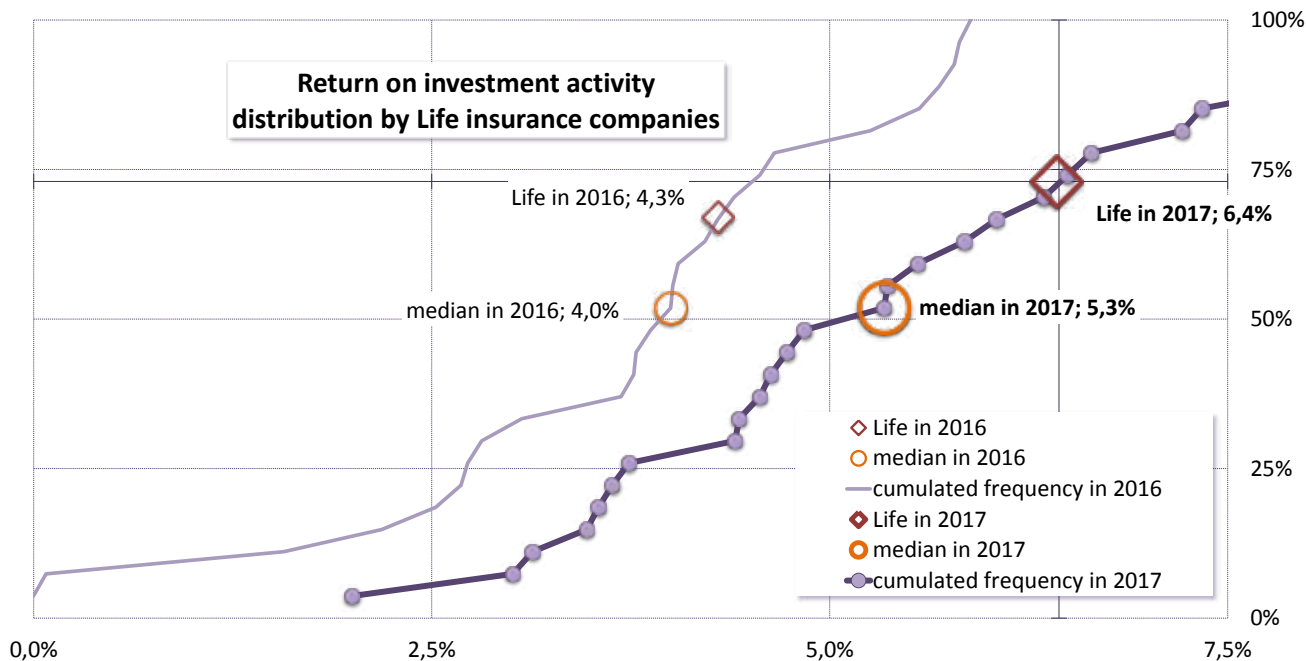 100%
Return on investment activity
distribution by Life insurance companies
75%
Life in 2016; 4,3%
Life in 2017; 6,4%
median in 2016; 4,0%
median in 2017; 5,3%
50%
Life in 2016
median in 2016
25%
cumulated frequency in 2016
Life in 2017
median in 2017
cumulated frequency in 2017
0%
0,0%
2,5%
5,0%
7,5%